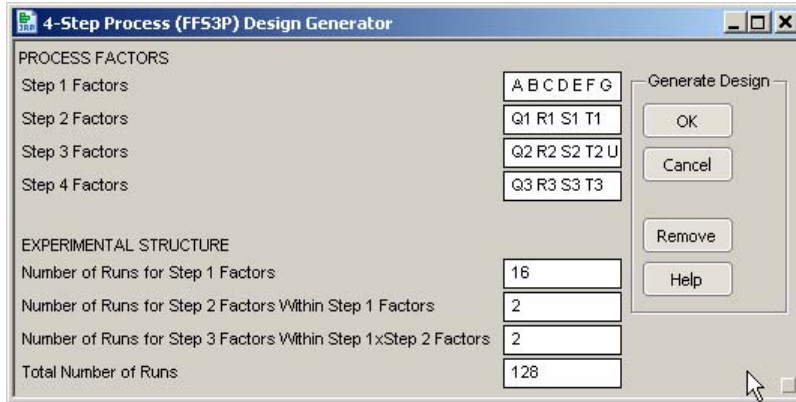 4-Step Process (FFS3P) Design Generator
PROCESS FACTORS
Step 1 Factors A B C D E F G
Step 2 Factors Q1 R1 S1 T1
Step 3 Factors Q2 R2 S2 T2 U
Step 4 Factors Q3 R3 S3 T3
EXPERIMENTAL STRUCTURE
Number of Runs for Step 1 Factors 16
Number of Runs for Step 2 Factors Within Step 1 Factors 2
Number of Runs for Step 3 Factors Within Step 1xStep 2 Factors 2
Total Number of Runs 128
Generate Design
OK
Cancel
Remove
Help